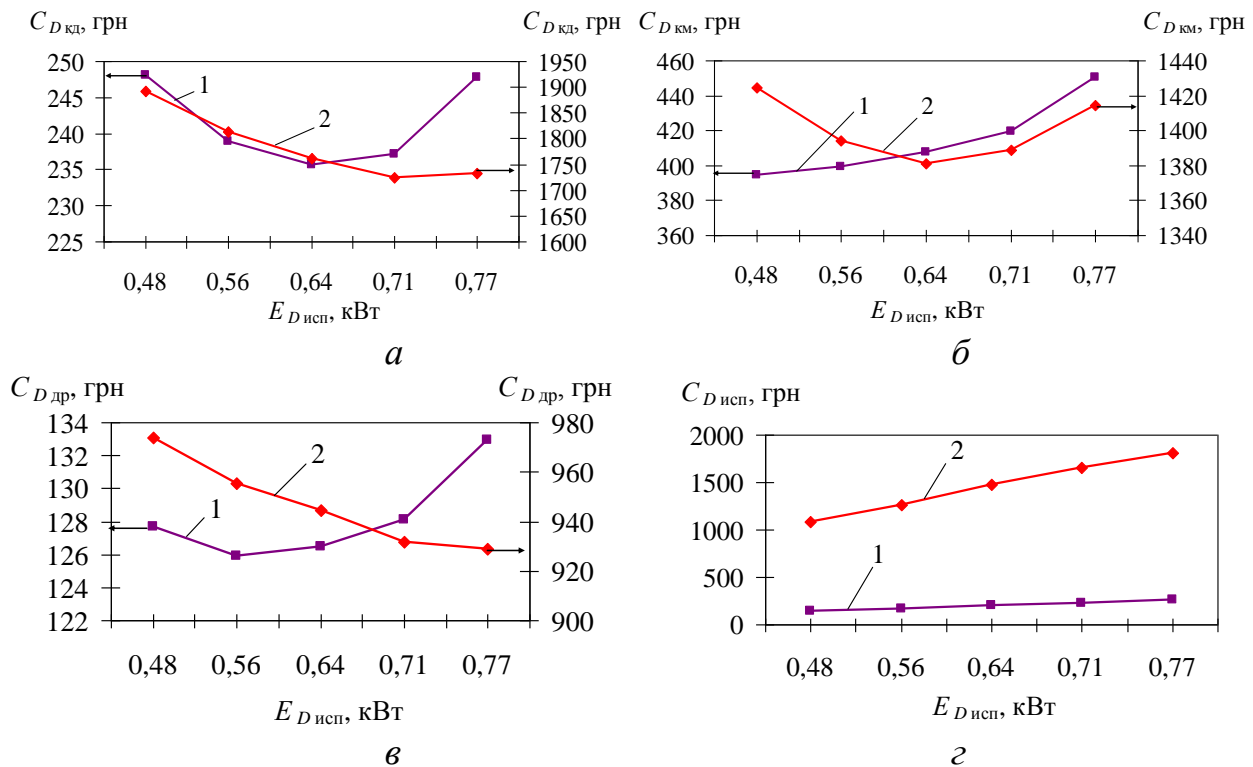 C D кд, грн
C D кд, грн
250
245
240
235
230
225
1950
1900
1850
1800
1750
1700
1650
1600
1
2
0,48 0,56 0,64 0,71 0,77
E D исп, кВт
а
C D км, грн
C D км, грн
460
440
420
400
380
360
1440
1420
1400
1380
1360
1340
1
2
0,48 0,56 0,64 0,71 0,77
E D исп, кВт
б
C D др, грн
C D др, грн
134
132
130
128
126
124
122
980
960
940
920
900
1
2
0,48 0,56 0,64 0,71 0,77
E D исп, кВт
в
C D исп, грн
2000
1500
1000
500
0
2
1
0,48 0,56 0,64 0,71 0,77
E D исп, кВт
г